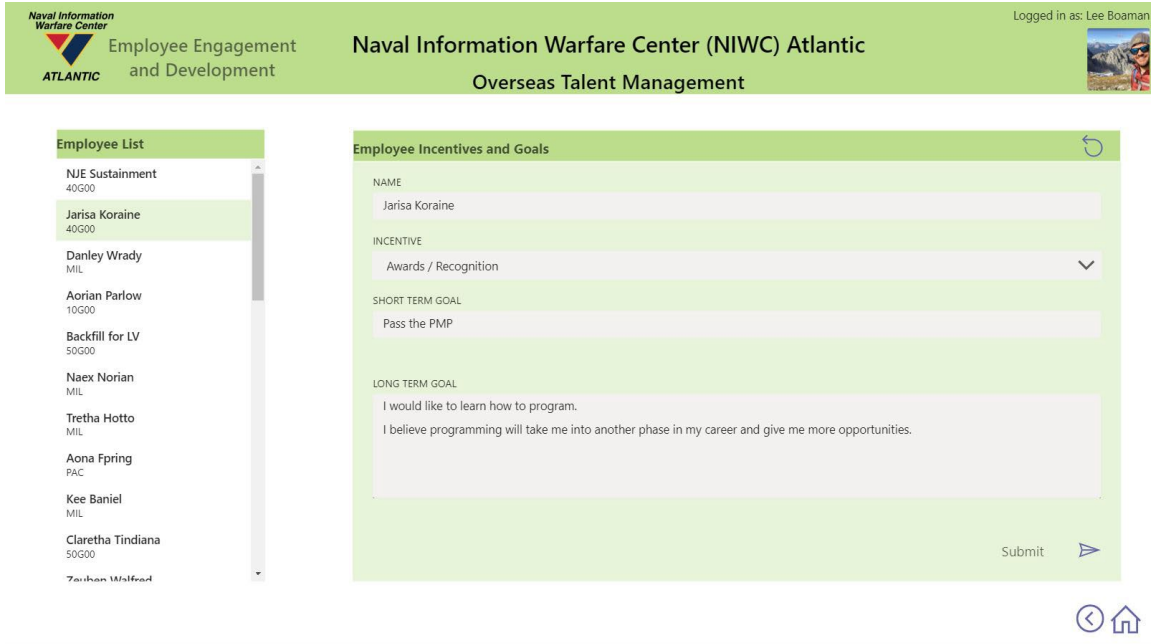 Naval Information
Warfare Center
ATLANTIC
Employee Engagement
and Development
Naval Information Warfare Center (NIWC) Atlantic
Overseas Talent Management
Logged in as: Lee Boaman
Employee List
NJE Sustainment
40G00
Jarisa Koraine
40G00
Danley Wrady
MIL
Aorian Parlow
10G00
Backfill for LV
50G00
Naex Norian
MIL
Tretha Hotto
MIL
Aona Fpring
PAC
Kee Baniel
MIL
Claretha Tindiana
50G00
Zeuben Walfred
Employee Incentives and Goals
NAME
Jarisa Koraine
INCENTIVE
Awards / Recognition
SHORT TERM GOAL
Pass the PMP
LONG TERM GOAL
I would like to learn how to program.
I believe programming will take me into another phase in my career and give me more opportunities.
Submit